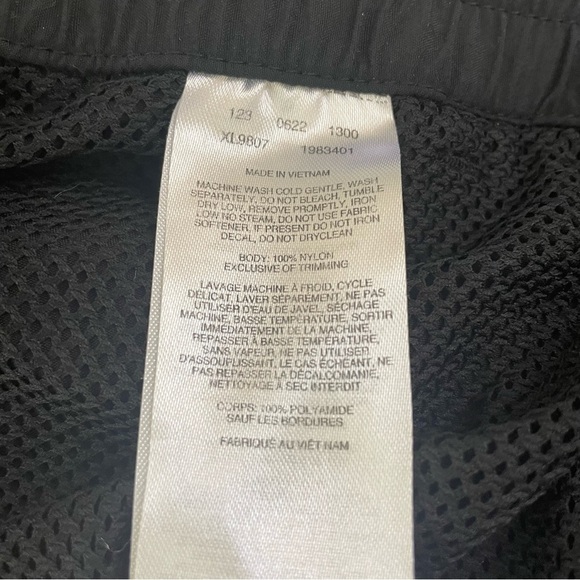 123 0622 1300
XL9807 1983401
MADE IN VIETNAM
MACHINE WASH COLD GENTLE, WASH
SEPARATELY, DO NOT BLEACH, TUMBLE
DRY LOW, REMOVE PROMPTLY, IRON
LOW NO STEAM, DO NOT USE FABRIC
SOFTENER, IF PRESENT DO NOT IRON
DECAL, DO NOT DRYCLEAN
BODY: 100% NYLON
EXCLUSIVE OF TRIMMING
LAVAGE MACHINE À FROID, CYCLE
DÉLICAT, LAVER SÉPAREMENT, NE PAS
UTILISER D'EAU DE JAVEL, SÉCHAGE
MACHINE, BASSE TEMPÉRATURE, SORTIR
IMMÉDIATEMENT DE LA MACHINE,
REPASSER À BASSE TEMPÉRATURE,
SANS VAPEUR, NE PAS UTILISER
D'ASSOUPLISSANT, LE CAS ÉCHÉANT, NE
PAS REPASSER LA DÉCALCOMANIE,
NETTOYAGE À SEC INTERDIT
CORPS: 100% POLYAMIDE
SAUF LES BORDURES
FABRIQUÉ AU VIÊT NAM